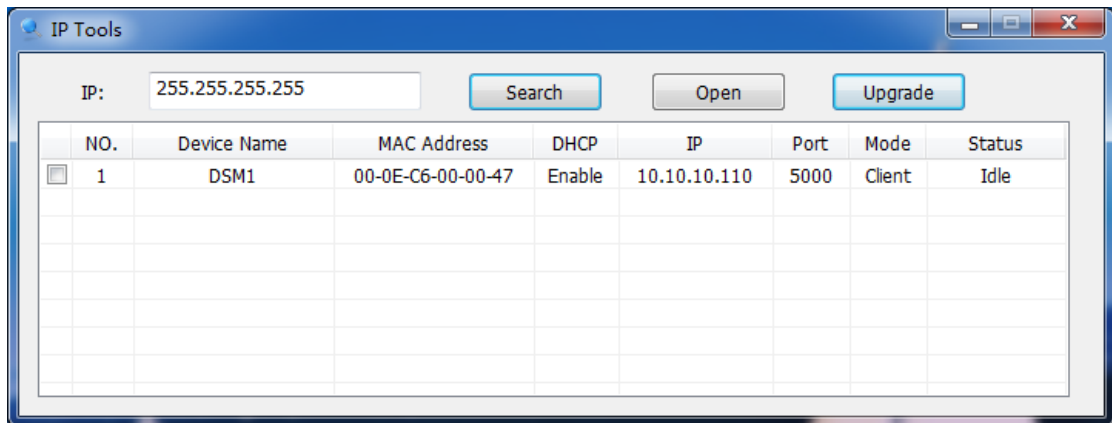 IP Tools
IP: 255.255.255.255 Search Open Upgrade
NO. Device Name MAC Address DHCP IP Port Mode Status
1 DSM1 00-0E-C6-00-00-47 Enable 10.10.10.110 5000 Client Idle